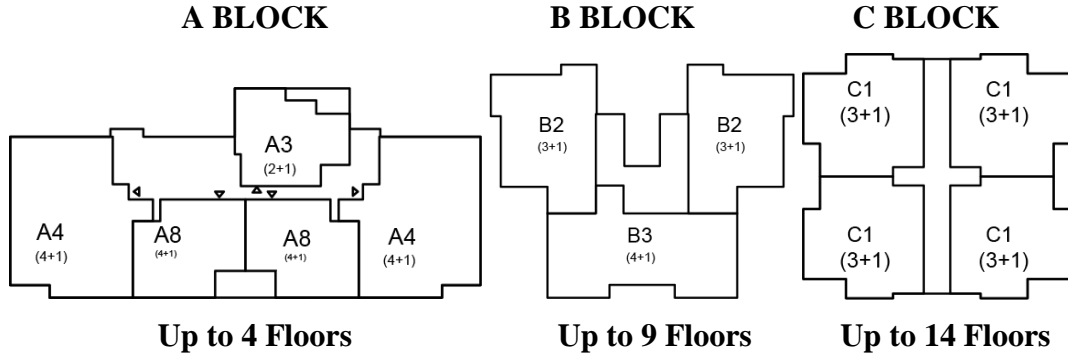 A BLOCK
B BLOCK
C BLOCK
A3
(2+1)
A4
(4+1)
A8
(4+1)
A8
(4+1)
A4
(4+1)
B2
(3+1)
B2
(3+1)
B3
(4+1)
C1
(3+1)
C1
(3+1)
C1
(3+1)
C1
(3+1)
Up to 4 Floors
Up to 9 Floors
Up to 14 Floors